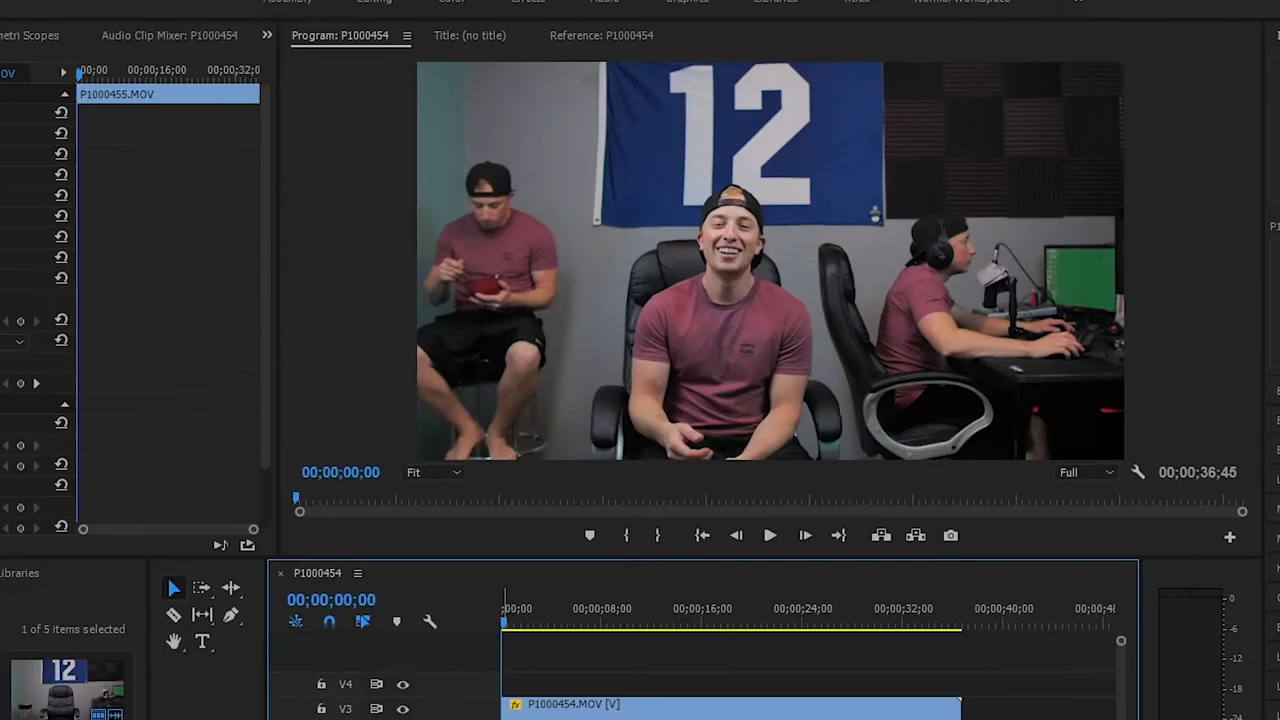 Assembly Editing Color Effects Audio Graphics Libraries Titles Normal Workspace
metri Scopes Audio Clip Mixer: P1000454
Program: P1000454 Title: (no title) Reference: P1000454
OV 00;00 00;00;16;00 00;00;32;0
P1000455.MOV
12
00;00;00;00 Fit Full 00;00;36;45
ibraries
P1000454
00;00;00;00
;00;00 00;00;08;00 00;00;16;00 00;00;24;00 00;00;32;00 00;00;40;00 00;00;48
1 of 5 items selected
0
-6
-12
-18
-24
12
V4
V3 fx P1000454.MOV [V]